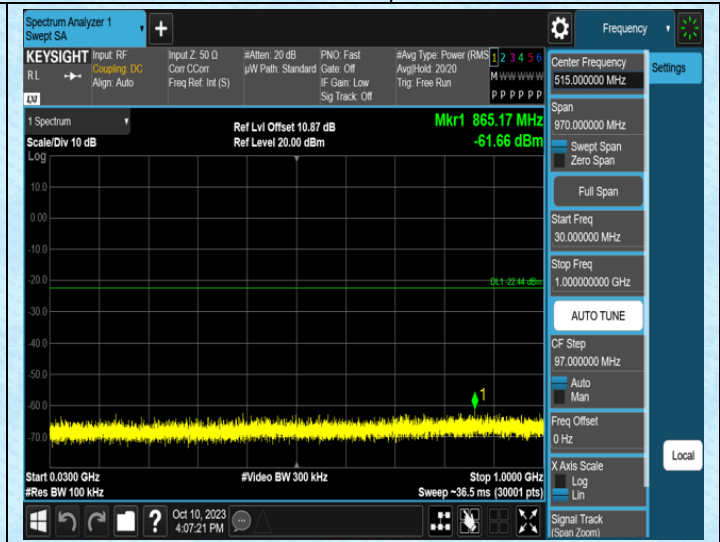 Spectrum Analyzer 1
Swept SA
+
Frequency
KEYSIGHT
RL
LXI
Input: RF
Coupling: DC
Align: Auto
Input Z: 50 Ω
Corr CCorr
Freq Ref: Int (S)
#Atten: 20 dB
µW Path: Standard
PNO: Fast
Gate: Off
IF Gain: Low
Sig Track: Off
#Avg Type: Power (RMS
Avg|Hold: 20/20
Trig: Free Run
1 2 3 4 5 6
M W W W W W
P P P P P P
1 Spectrum
Scale/Div 10 dB
Log
Ref Lvl Offset 10.87 dB
Ref Level 20.00 dBm
Mkr1 865.17 MHz
-61.66 dBm
10.0
0.00
-10.0
-20.0
DL1 -22.44 dBm
-30.0
-40.0
-50.0
1
-60.0
-70.0
Start 0.0300 GHz
#Res BW 100 kHz
#Video BW 300 kHz
Stop 1.0000 GHz
Sweep ~36.5 ms (30001 pts)
?
Oct 10, 2023
4:07:21 PM
Center Frequency
515.000000 MHz
Span
970.000000 MHz
Swept Span
Zero Span
Full Span
Start Freq
30.000000 MHz
Stop Freq
1.000000000 GHz
AUTO TUNE
CF Step
97.000000 MHz
Auto
Man
Freq Offset
0 Hz
X Axis Scale
Log
Lin
Signal Track
(Span Zoom)
Settings
Local